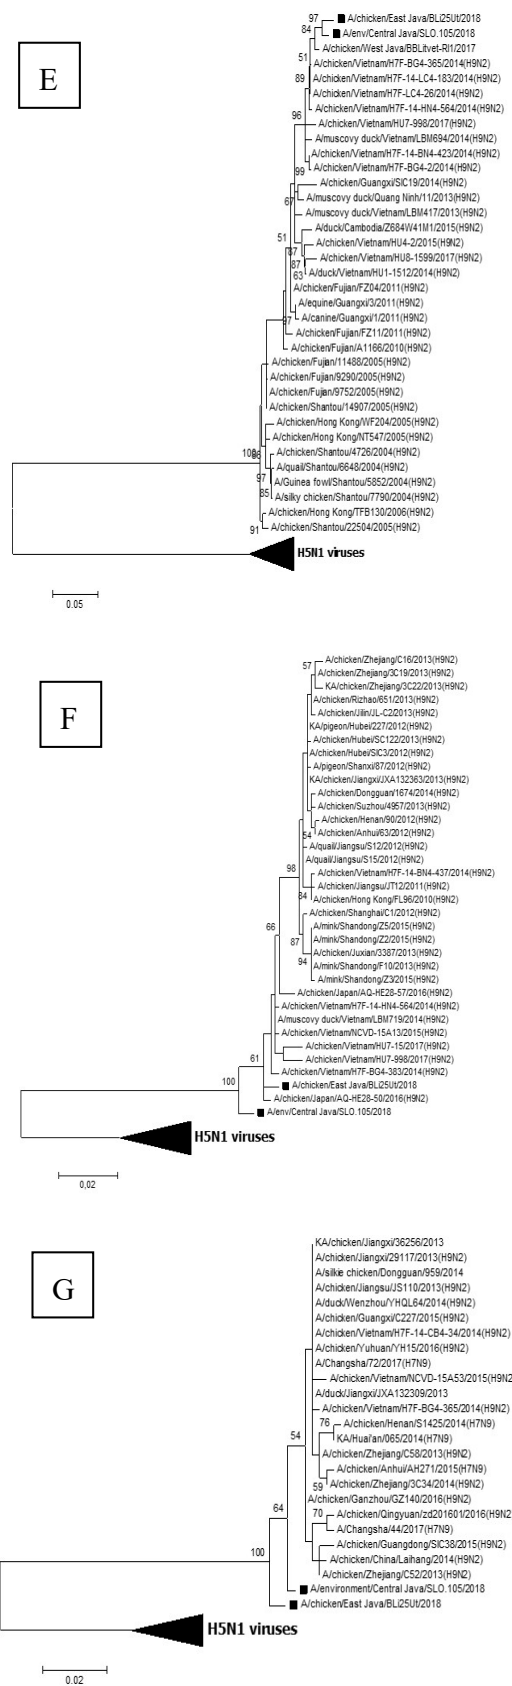 E
97
A/chicken/East Java/BLi25Ut/2018
84
A/env/Central Java/SLO.105/2018
A/chicken/West Java/BBLitvet-RI1/2017
51
A/chicken/Vietnam/H7F-BG4-365/2014(H9N2)
89
A/chicken/Vietnam/H7F-14-LC4-183/2014(H9N2)
A/chicken/Vietnam/H7F-LC4-26/2014(H9N2)
A/chicken/Vietnam/H7F-14-HN4-564/2014(H9N2)
96
A/chicken/Vietnam/HU7-998/2017(H9N2)
A/muscovy duck/Vietnam/LBM694/2014(H9N2)
A/chicken/Vietnam/H7F-14-BN4-423/2014(H9N2)
99
A/chicken/Vietnam/H7F-BG4-2/2014(H9N2)
A/chicken/Guangxi/SIC19/2014(H9N2)
67
A/muscovy duck/Quang Ninh/11/2013(H9N2)
A/muscovy duck/Vietnam/LBM417/2013(H9N2)
A/duck/Cambodia/Z684W41M1/2015(H9N2)
51
A/chicken/Vietnam/HU4-2/2015(H9N2)
87
A/chicken/Vietnam/HU8-1599/2017(H9N2)
87
63
A/duck/Vietnam/HU1-1512/2014(H9N2)
A/chicken/Fujian/FZ04/2011(H9N2)
A/equine/Guangxi/3/2011(H9N2)
97
A/canine/Guangxi/1/2011(H9N2)
A/chicken/Fujian/FZ11/2011(H9N2)
A/chicken/Fujian/A1166/2010(H9N2)
A/chicken/Fujian/11488/2005(H9N2)
A/chicken/Fujian/9290/2005(H9N2)
A/chicken/Fujian/9752/2005(H9N2)
A/chicken/Shantou/14907/2005(H9N2)
A/chicken/Hong Kong/WF204/2005(H9N2)
A/chicken/Hong Kong/NT547/2005(H9N2)
100
A/chicken/Shantou/4726/2004(H9N2)
A/quail/Shantou/6648/2004(H9N2)
97
A/Guinea fowl/Shantou/5852/2004(H9N2)
85
A/silky chicken/Shantou/7790/2004(H9N2)
A/chicken/Hong Kong/TFB130/2006(H9N2)
91
A/chicken/Shantou/22504/2005(H9N2)
H5N1 viruses
0.05
F
57
A/chicken/Zhejiang/C16/2013(H9N2)
A/chicken/Zhejiang/3C19/2013(H9N2)
KA/chicken/Zhejiang/3C22/2013(H9N2)
A/chicken/Rizhao/651/2013(H9N2)
A/chicken/Jilin/JL-C2/2013(H9N2)
KA/pigeon/Hubei/227/2012(H9N2)
A/chicken/Hubei/SC122/2013(H9N2)
A/chicken/Hubei/SIC3/2012(H9N2)
A/pigeon/Shanxi/87/2012(H9N2)
KA/chicken/Jiangxi/JXA132363/2013(H9N2)
A/chicken/Dongguan/1674/2014(H9N2)
A/chicken/Suzhou/4957/2013(H9N2)
A/chicken/Henan/90/2012(H9N2)
54
A/chicken/Anhui/63/2012(H9N2)
A/quail/Jiangsu/S12/2012(H9N2)
A/quail/Jiangsu/S15/2012(H9N2)
98
A/chicken/Vietnam/H7F-14-BN4-437/2014(H9N2)
A/chicken/Jiangsu/JT12/2011(H9N2)
84
A/chicken/Hong Kong/FL96/2010(H9N2)
A/chicken/Shanghai/C1/2012(H9N2)
66
A/mink/Shandong/Z5/2015(H9N2)
A/mink/Shandong/Z2/2015(H9N2)
87
A/chicken/Juxian/3387/2013(H9N2)
94
A/mink/Shandong/F10/2013(H9N2)
A/mink/Shandong/Z3/2015(H9N2)
A/chicken/Japan/AQ-HE28-57/2016(H9N2)
A/chicken/Vietnam/H7F-14-HN4-564/2014(H9N2)
A/muscovy duck/Vietnam/LBM719/2014(H9N2)
A/chicken/Vietnam/NCVD-15A13/2015(H9N2)
A/chicken/Vietnam/HU7-15/2017(H9N2)
61
A/chicken/Vietnam/HU7-998/2017(H9N2)
A/chicken/Vietnam/H7F-BG4-383/2014(H9N2)
100
A/chicken/East Java/BLi25Ut/2018
A/chicken/Japan/AQ-HE28-50/2016(H9N2)
A/env/Central Java/SLO.105/2018
H5N1 viruses
0,02
G
KA/chicken/Jiangxi/36256/2013
A/chicken/Jiangxi/29117/2013(H9N2)
A/silkie chicken/Dongguan/959/2014
A/chicken/Jiangsu/JS110/2013(H9N2)
A/duck/Wenzhou/YHQL64/2014(H9N2)
A/chicken/Guangxi/C227/2015(H9N2)
A/chicken/Vietnam/H7F-14-CB4-34/2014(H9N2)
A/chicken/Yuhuan/YH15/2016(H9N2)
A/Changsha/72/2017(H7N9)
A/chicken/Vietnam/NCVD-15A53/2015(H9N2
A/duck/Jiangxi/JXA132309/2013
A/chicken/Vietnam/H7F-BG4-365/2014(H9N2)
76
A/chicken/Henan/S1425/2014(H7N9)
54
KA/Huai'an/065/2014(H7N9)
A/chicken/Zhejiang/C58/2013(H9N2)
A/chicken/Anhui/AH271/2015(H7N9)
59
A/chicken/Zhejiang/3C34/2014(H9N2)
A/chicken/Ganzhou/GZ140/2016(H9N2)
64
70
A/chicken/Qingyuan/zd201601/2016(H9N2
A/Changsha/44/2017(H7N9)
A/chicken/Guangdong/SIC38/2015(H9N2)
100
A/chicken/China/Laihang/2014(H9N2)
A/chicken/Zhejiang/C52/2013(H9N2)
A/environment/Central Java/SLO.105/2018
A/chicken/East Java/BLi25Ut/2018
H5N1 viruses
0.02